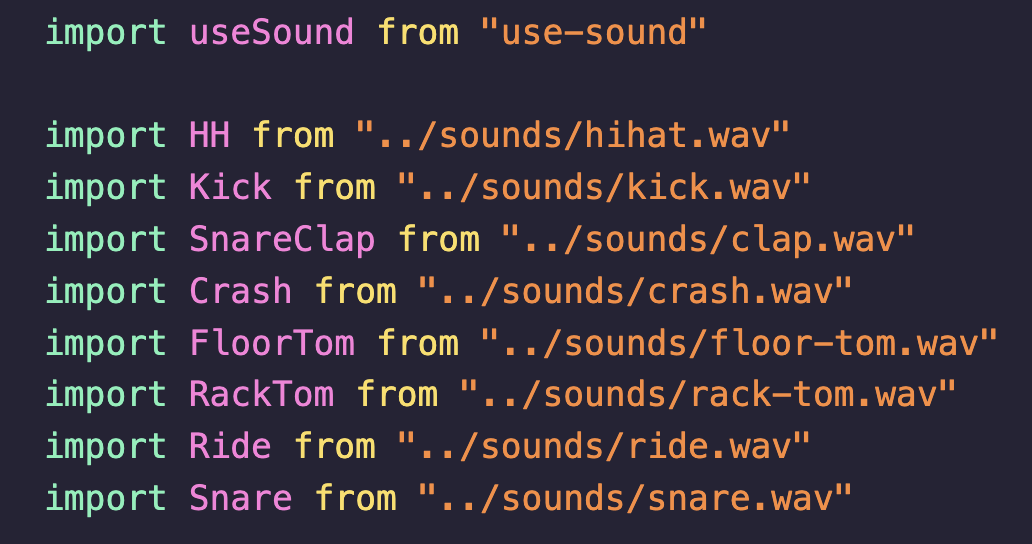 import useSound from "use-sound"
import HH from "../sounds/hihat.wav"
import Kick from "../sounds/kick.wav"
import SnareClap from "../sounds/clap.wav"
import Crash from "../sounds/crash.wav"
import FloorTom from "../sounds/floor-tom.wav"
import RackTom from "../sounds/rack-tom.wav"
import Ride from "../sounds/ride.wav"
import Snare from "../sounds/snare.wav"